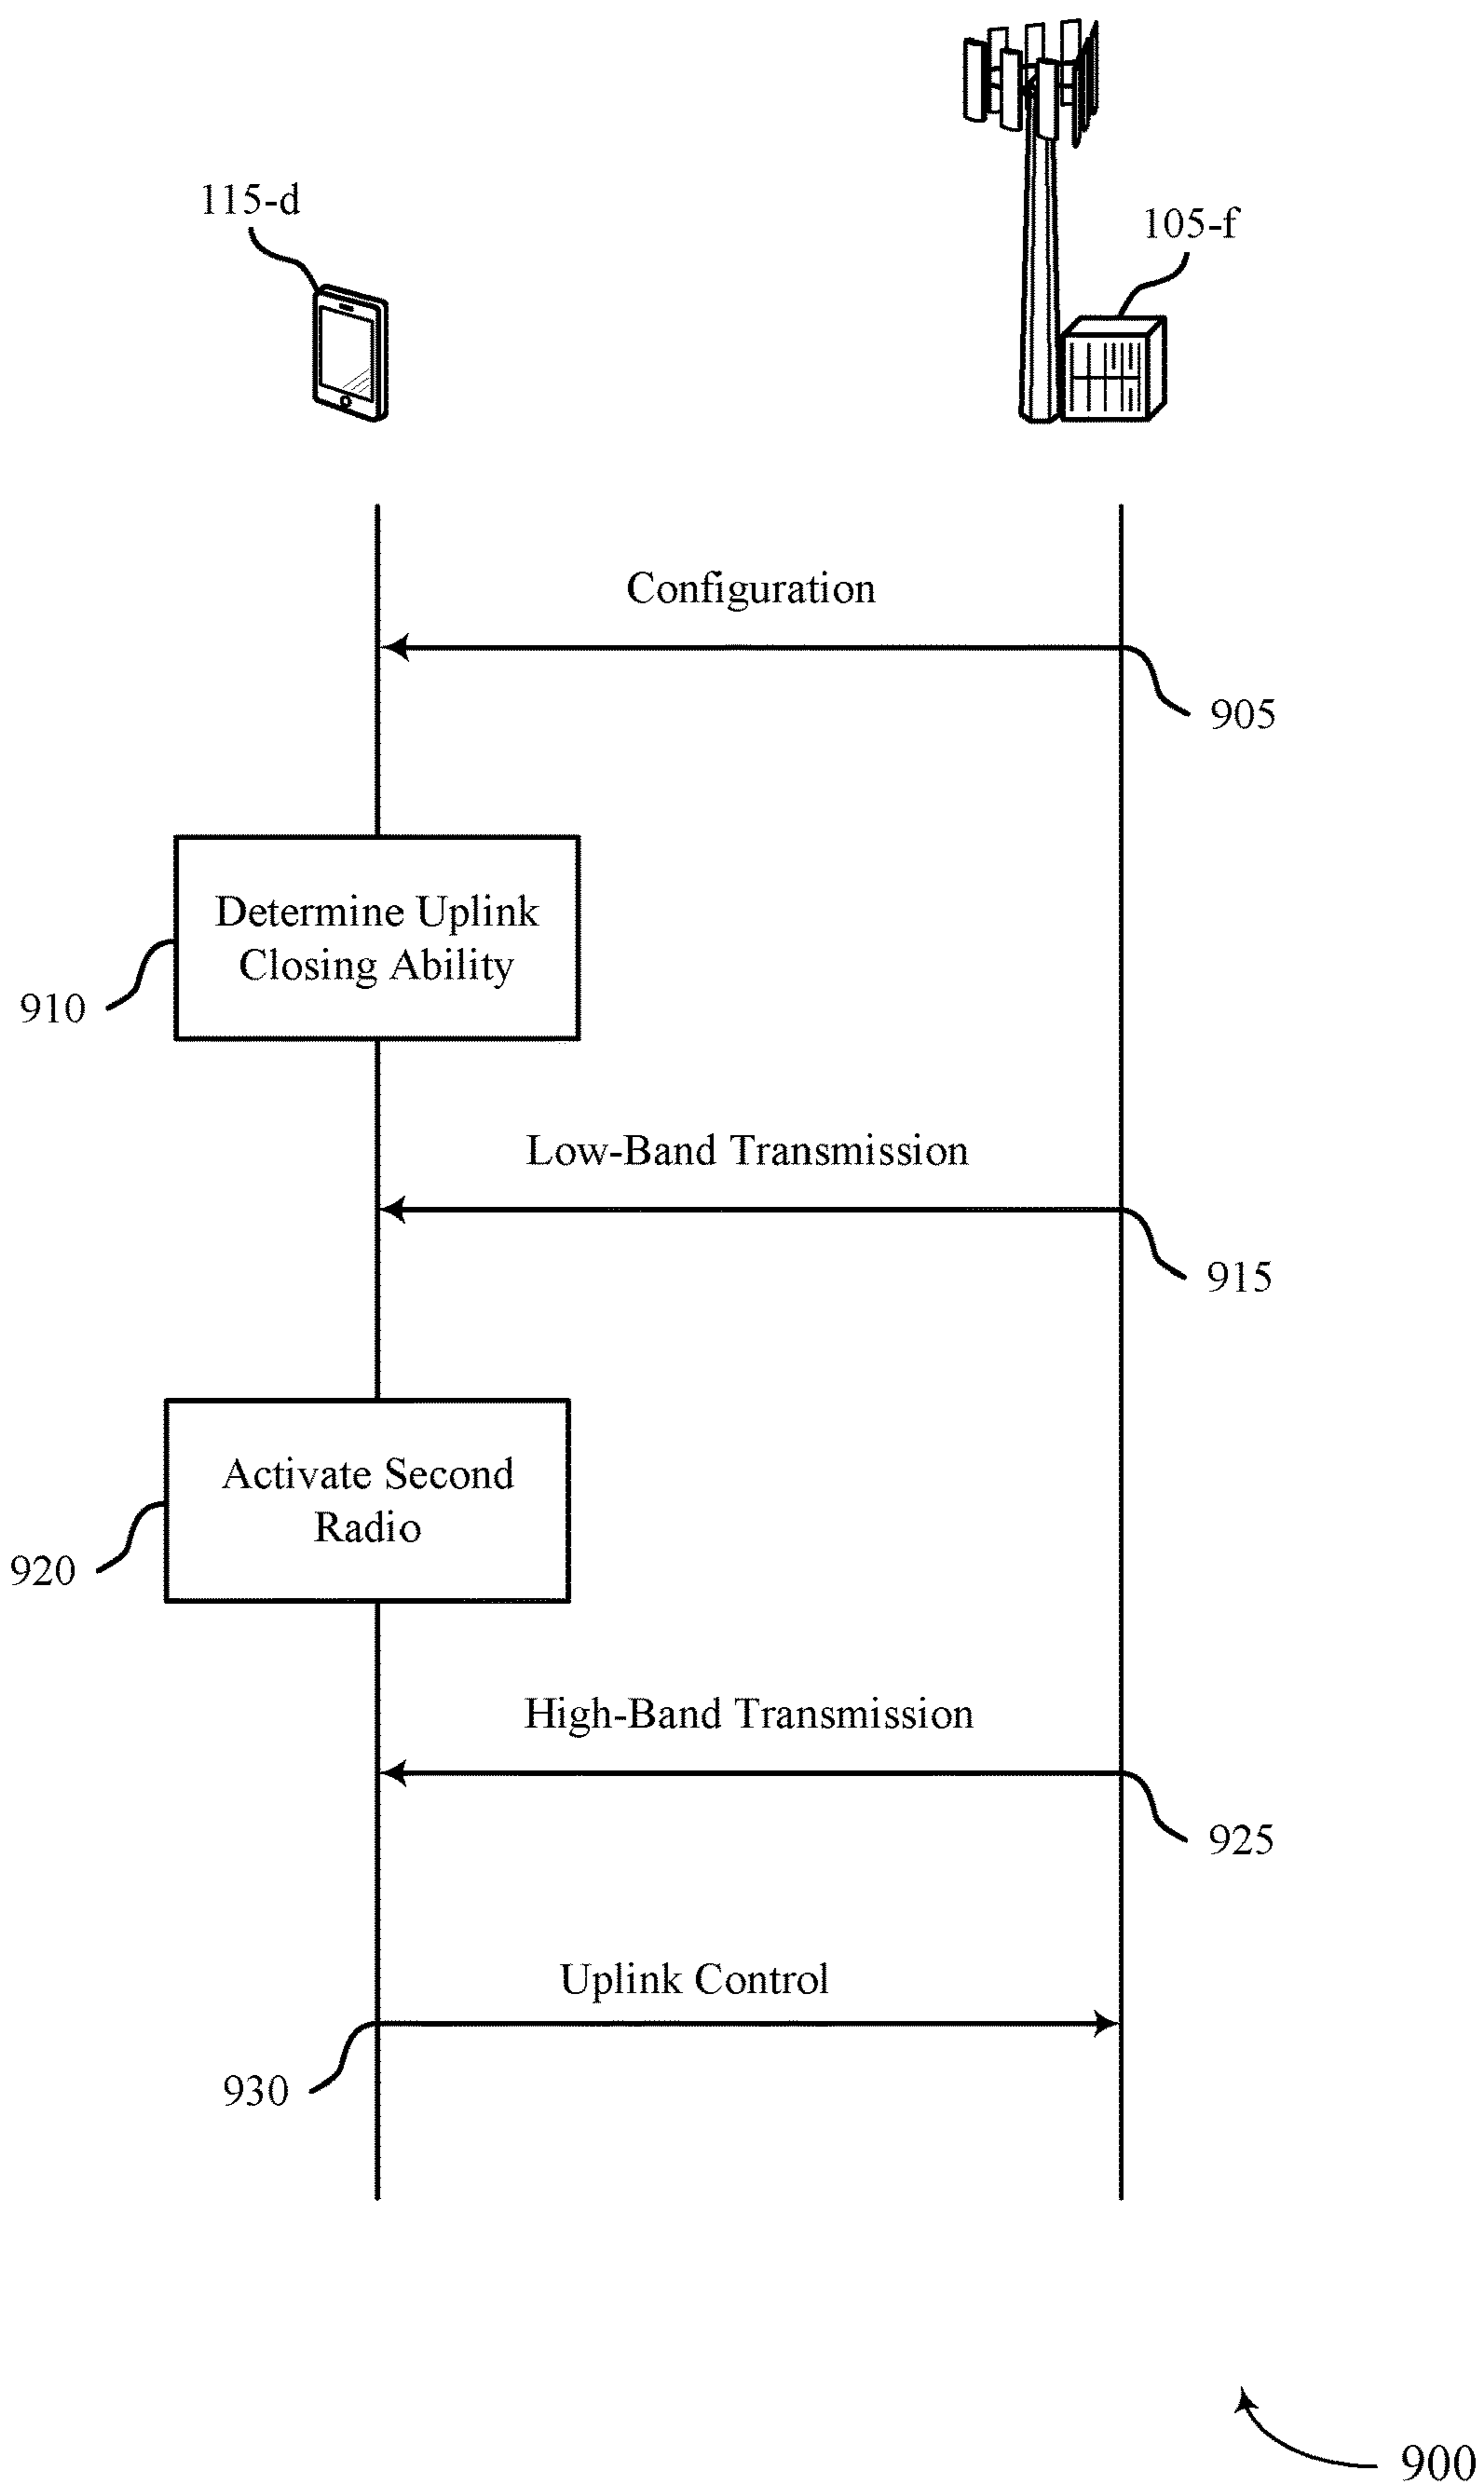 115-d
105-f
Configuration
905
Determine Uplink
Closing Ability
910
Low-Band Transmission
915
Activate Second
Radio
920
High-Band Transmission
925
Uplink Control
930
900